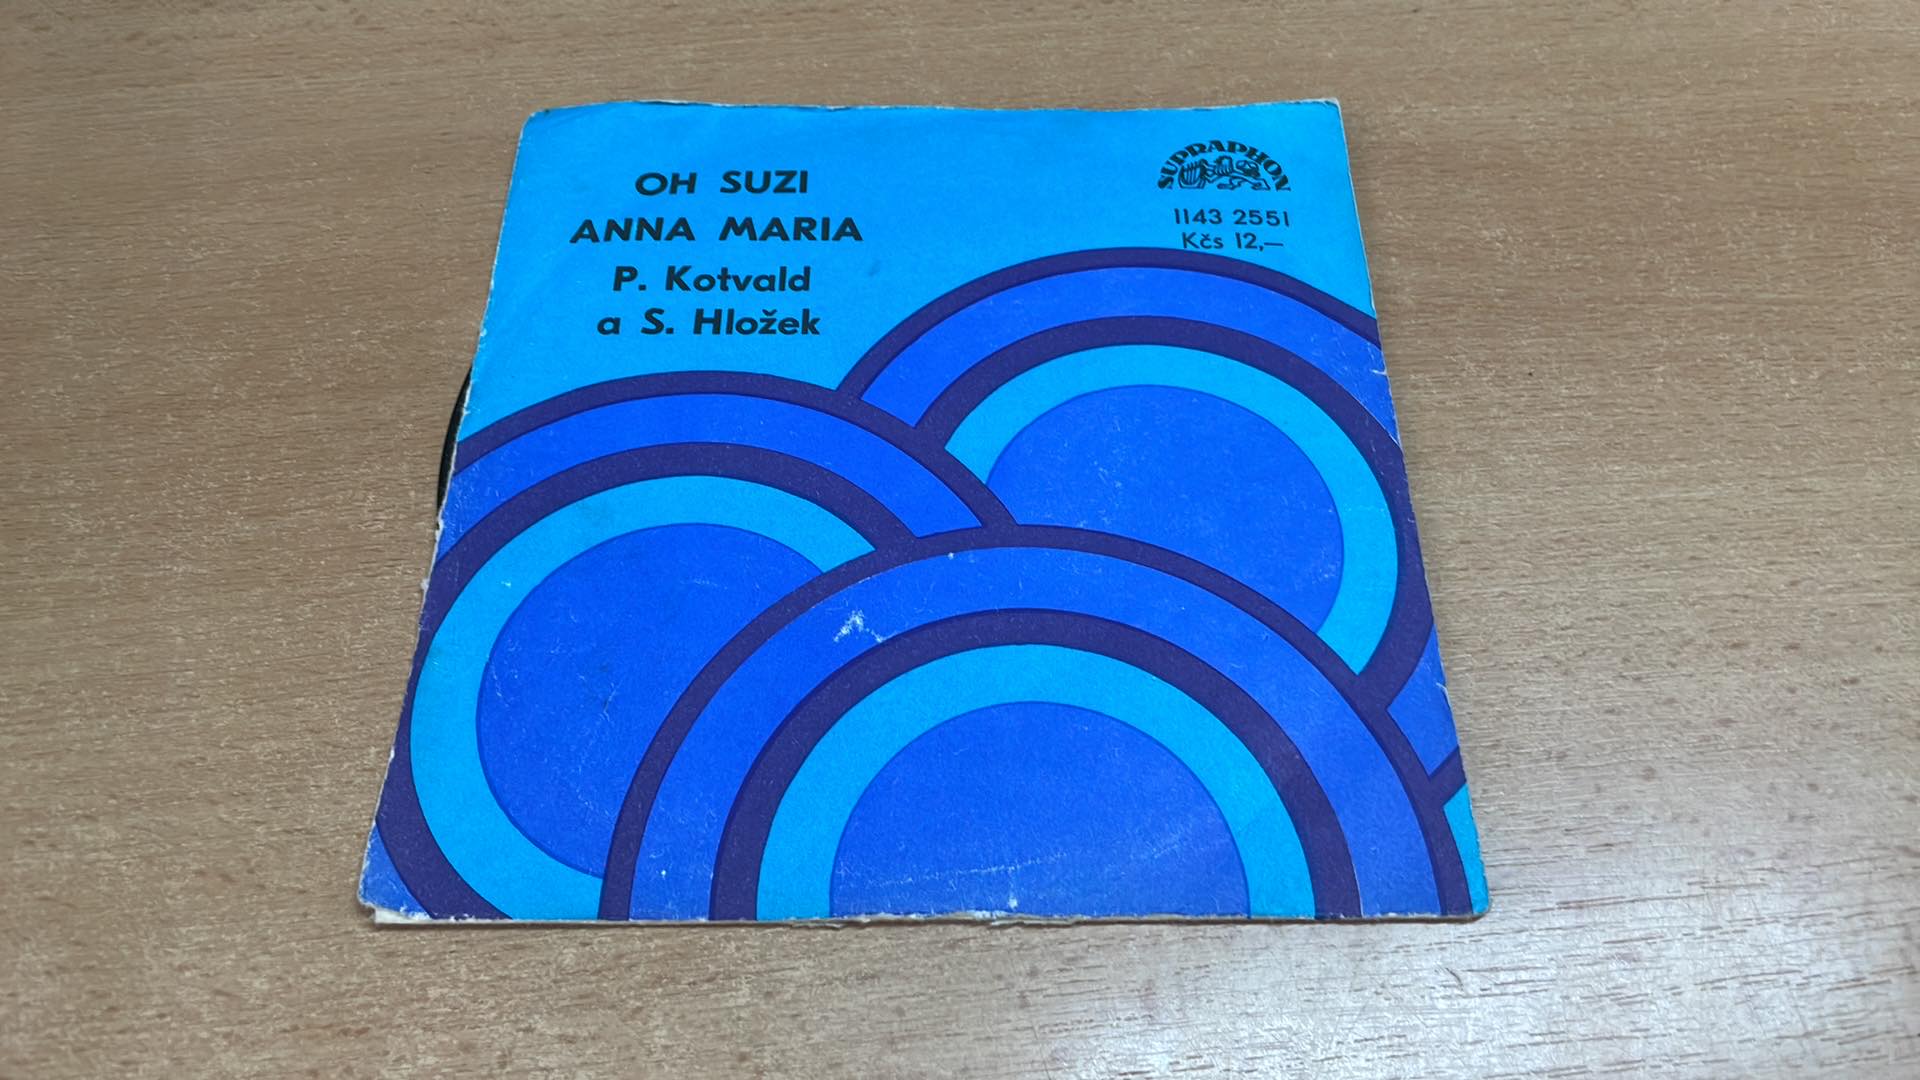 OH SUZI
ANNA MARIA
P. Kotvald
a S. Hložek
SUPRAPHON
1143 2551
Kčs 12,–